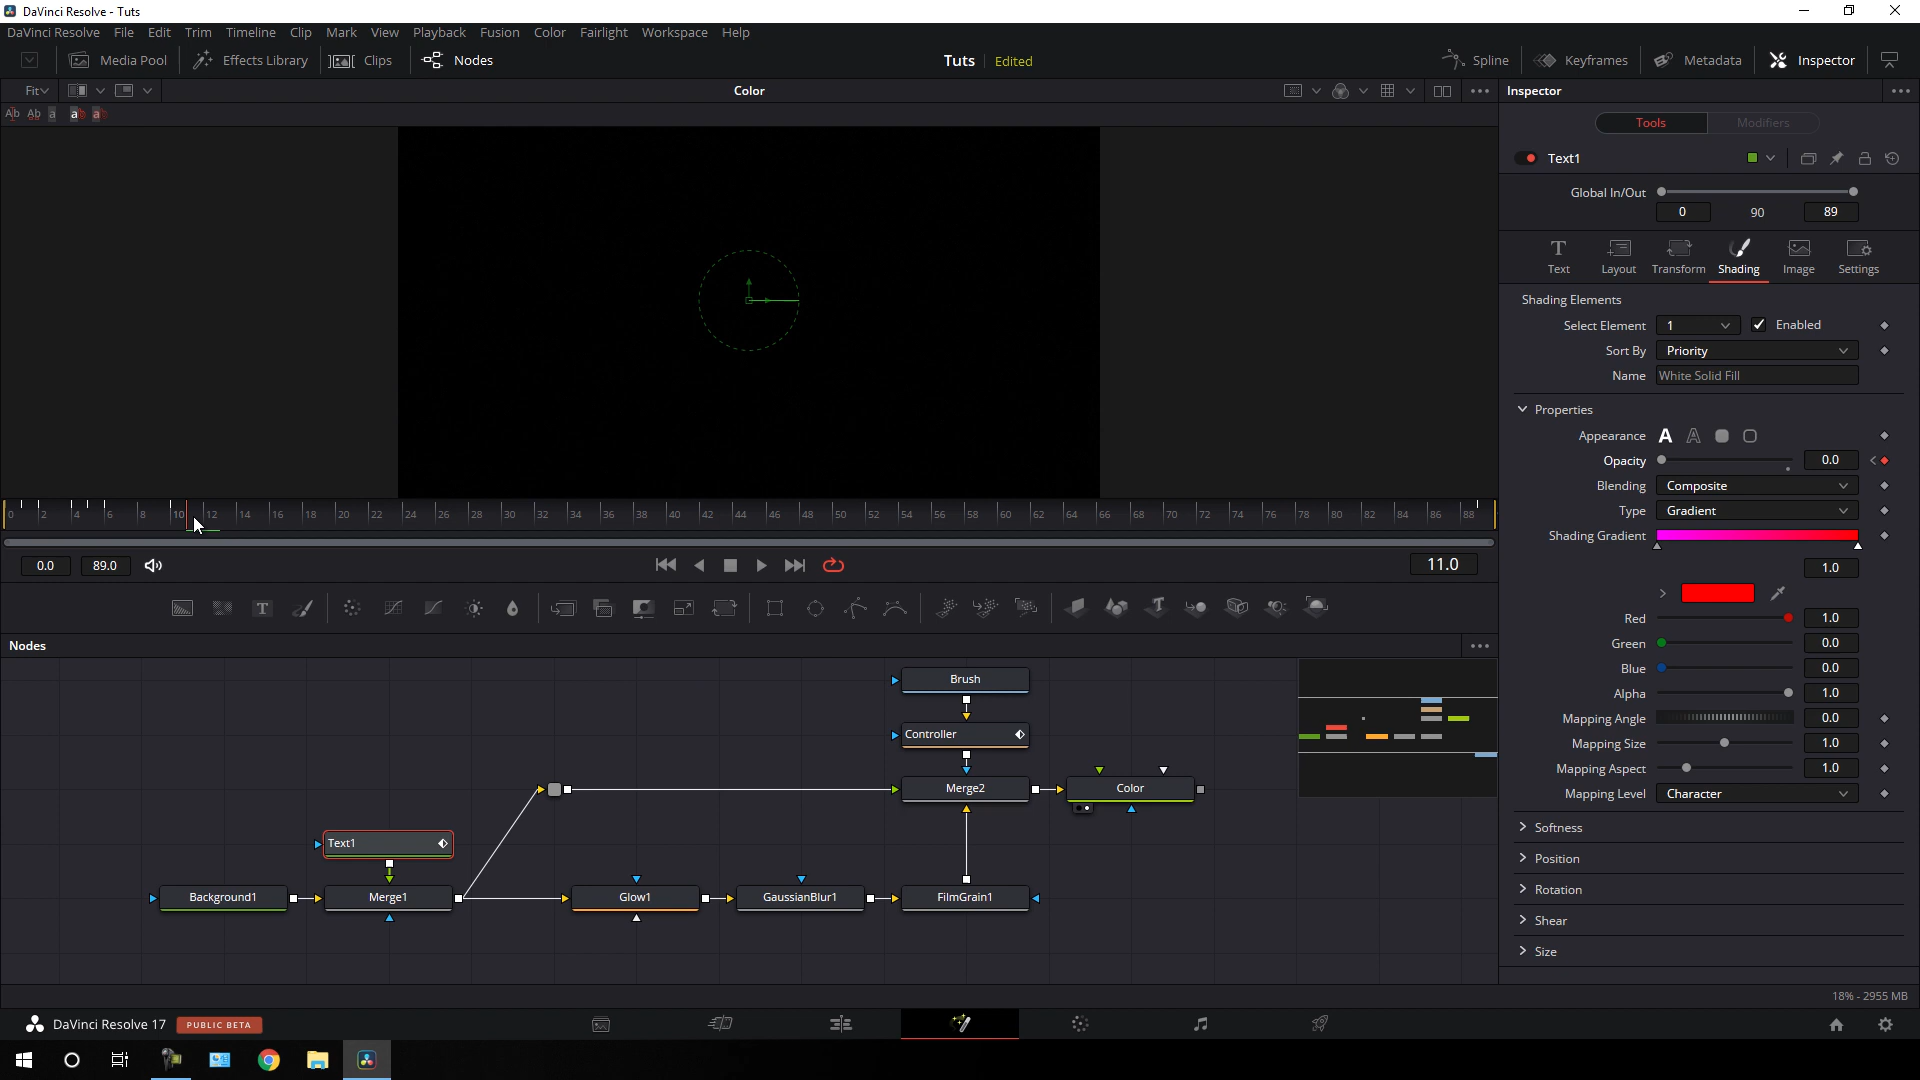 DaVinci Resolve - Tuts
DaVinci Resolve File Edit Trim Timeline Clip Mark View Playback Fusion Color Fairlight Workspace Help
Media Pool Effects Library Clips Nodes Tuts Edited Spline Keyframes Metadata Inspector
Fit Color Inspector
Tools Modifiers
Text1
Global In/Out
0 90 89
Text Layout Transform Shading Image Settings
Shading Elements
Select Element 1 Enabled
Sort By Priority
Name White Solid Fill
Properties
Appearance
Opacity 0.0
Blending Composite
Type Gradient
Shading Gradient
1.0
Red 1.0
Green 0.0
Blue 0.0
Alpha 1.0
Mapping Angle 0.0
Mapping Size 1.0
Mapping Aspect 1.0
Mapping Level Character
Softness
Position
Rotation
Shear
Size
0 2 4 6 8 10 12 14 16 18 20 22 24 26 28 30 32 34 36 38 40 42 44 46 48 50 52 54 56 58 60 62 64 66 68 70 72 74 76 78 80 82 84 86 88
0.0 89.0 11.0
Nodes
Brush
Controller
Merge2 Color
Text1
Background1 Merge1 Glow1 GaussianBlur1 FilmGrain1
18% - 2955 MB
DaVinci Resolve 17 PUBLIC BETA